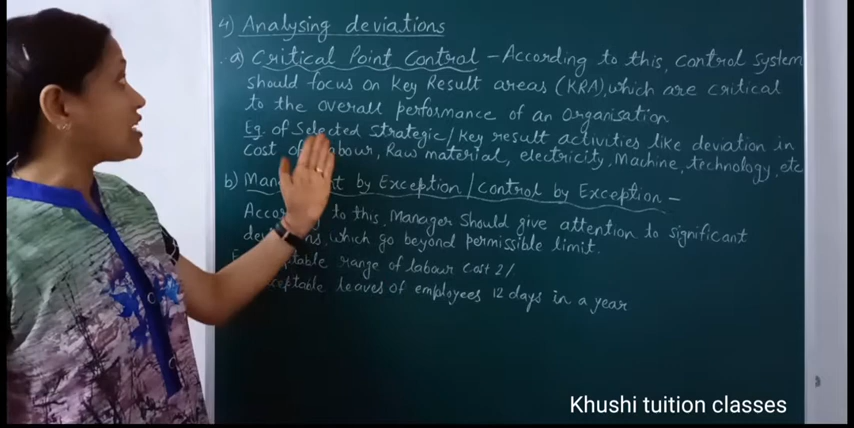 4) Analysing deviations
a) Critical Point Control - According to this, control system
should focus on Key Result areas (KRA), which are critical
to the overall performance of an Organisation.
Eg. of Selected strategic/key result activities like deviation in
cost of labour, Raw material, electricity, Machine, technology, etc
b) by Exception/Control by Exception -
to this, Manager should give attention to significant
which go beyond permissible limit.
range of labour cost 2%
leaves of employees 12 days in a year
Khushi tuition classes